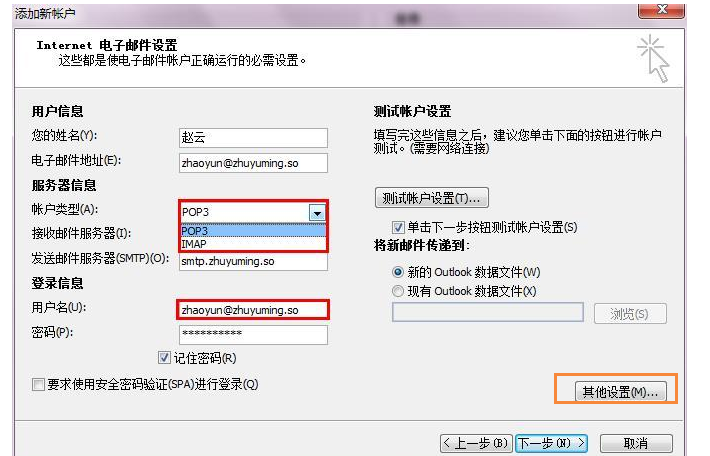 添加新帐户
Internet 电子邮件设置
这些都是使电子邮件帐户正确运行的必需设置。
用户信息
您的姓名(Y):
赵云
电子邮件地址(E):
zhaoyun@zhuyuming.so
服务器信息
帐户类型(A):
POP3
POP3
接收邮件服务器(I):
IMAP
发送邮件服务器(SMTP)(O):
smtp.zhuyuming.so
登录信息
用户名(U):
zhaoyun@zhuyuming.so
密码(P):
**********
记住密码(R)
要求使用安全密码验证(SPA)进行登录(Q)
测试帐户设置
填写完这些信息之后，建议您单击下面的按钮进行帐户
测试。(需要网络连接)
测试帐户设置(T)...
单击下一步按钮测试帐户设置(S)
将新邮件传递到:
新的 Outlook 数据文件(W)
现有 Outlook 数据文件(X)
浏览(S)
其他设置(M)...
< 上一步(B)
下一步(N) >
取消